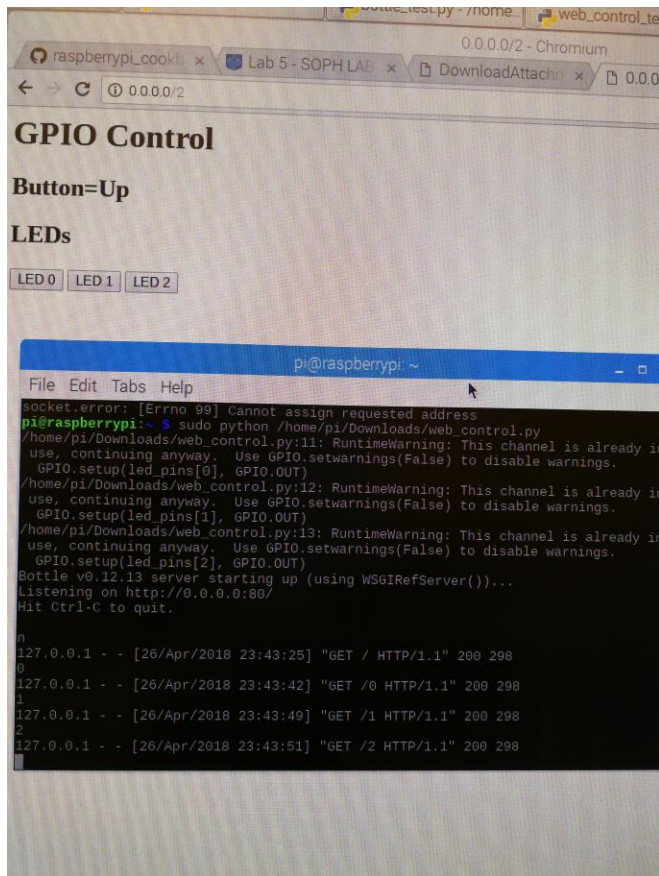 bottle_test.py - /home...
web_control_te
0.0.0.0/2 - Chromium
raspberrypi_cookb
Lab 5 - SOPH LAB
DownloadAttachm
0.0.0
0.0.0.0/2
GPIO Control
Button=Up
LEDs
LED 0 LED 1 LED 2
pi@raspberrypi: ~
File Edit Tabs Help
socket.error: [Errno 99] Cannot assign requested address
pi@raspberrypi:~ $ sudo python /home/pi/Downloads/web_control.py
/home/pi/Downloads/web_control.py:11: RuntimeWarning: This channel is already in
use, continuing anyway.  Use GPIO.setwarnings(False) to disable warnings.
GPIO.setup(led_pins[0], GPIO.OUT)
/home/pi/Downloads/web_control.py:12: RuntimeWarning: This channel is already in
use, continuing anyway.  Use GPIO.setwarnings(False) to disable warnings.
GPIO.setup(led_pins[1], GPIO.OUT)
/home/pi/Downloads/web_control.py:13: RuntimeWarning: This channel is already in
use, continuing anyway.  Use GPIO.setwarnings(False) to disable warnings.
GPIO.setup(led_pins[2], GPIO.OUT)
Bottle v0.12.13 server starting up (using WSGIRefServer())...
Listening on http://0.0.0.0:80/
Hit Ctrl-C to quit.
n
127.0.0.1 - - [26/Apr/2018 23:43:25] "GET / HTTP/1.1" 200 298
0
127.0.0.1 - - [26/Apr/2018 23:43:42] "GET /0 HTTP/1.1" 200 298
1
127.0.0.1 - - [26/Apr/2018 23:43:49] "GET /1 HTTP/1.1" 200 298
2
127.0.0.1 - - [26/Apr/2018 23:43:51] "GET /2 HTTP/1.1" 200 298